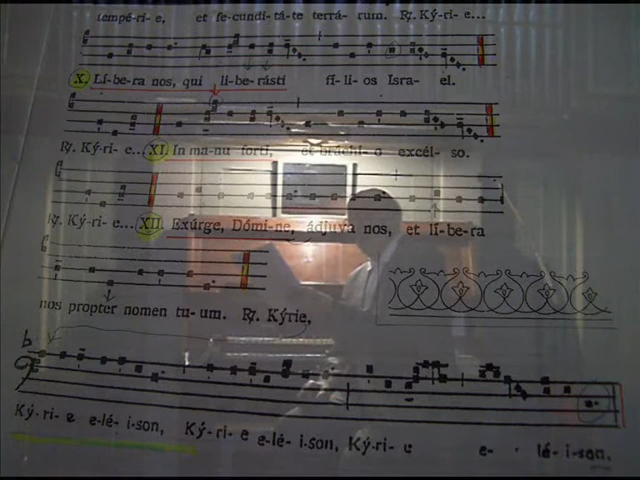 tempé-ri-e, et fe-cundi-tá-te terrá-rum. ℟. Ký-ri-e...
X. Lí-be-ra nos, qui li-be-rásti fí-li-os Isra-el.
℟. Ký-ri-e... XI. In ma-nu forti, et bráchi-o excél-so.
℟. Ký-ri-e... XII. Exúrge, Dómi-ne, ádjuva nos, et lí-be-ra
nos propter nomen tu-um. ℟. Kýrie,
b
Ký-ri-e e-lé-i-son, Ký-ri-e e-lé-i-son, Ký-ri-e e-lé-i-son.